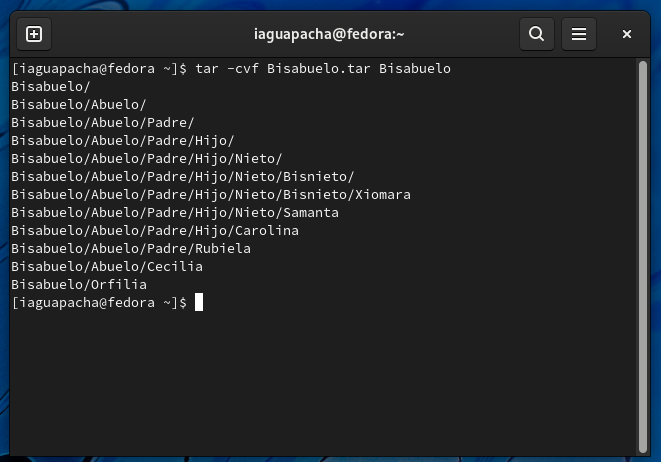 iaguapacha@fedora:~
[iaguapacha@fedora ~]$ tar -cvf Bisabuelo.tar Bisabuelo
Bisabuelo/
Bisabuelo/Abuelo/
Bisabuelo/Abuelo/Padre/
Bisabuelo/Abuelo/Padre/Hijo/
Bisabuelo/Abuelo/Padre/Hijo/Nieto/
Bisabuelo/Abuelo/Padre/Hijo/Nieto/Bisnieto/
Bisabuelo/Abuelo/Padre/Hijo/Nieto/Bisnieto/Xiomara
Bisabuelo/Abuelo/Padre/Hijo/Nieto/Samanta
Bisabuelo/Abuelo/Padre/Hijo/Carolina
Bisabuelo/Abuelo/Padre/Rubiela
Bisabuelo/Abuelo/Cecilia
Bisabuelo/Orfilia
[iaguapacha@fedora ~]$